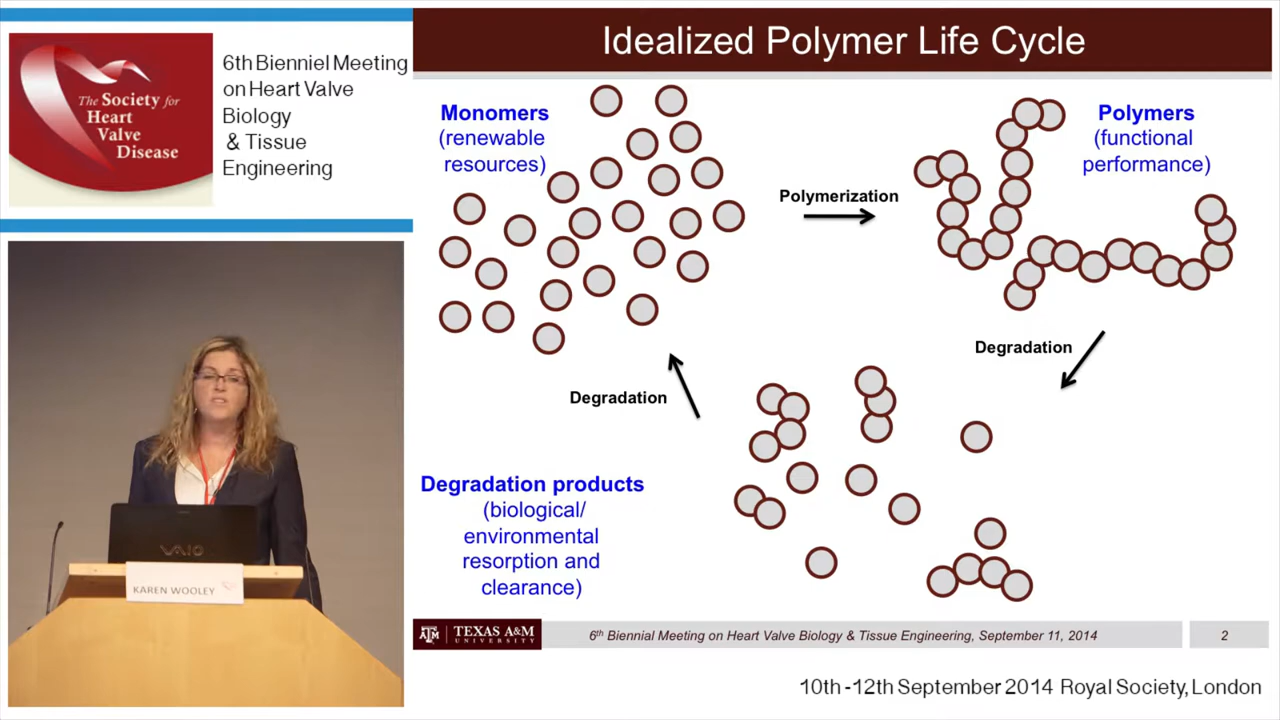 The Society for
Heart
Valve
Disease
6th Bienniel Meeting
on Heart Valve
Biology
& Tissue
Engineering
Idealized Polymer Life Cycle
Monomers
(renewable
resources)
Polymerization
Polymers
(functional
performance)
Degradation
Degradation
Degradation products
(biological/
environmental
resorption and
clearance)
VAIO
KAREN WOOLEY
ATM TEXAS A&M
UNIVERSITY
6th Biennial Meeting on Heart Valve Biology & Tissue Engineering, September 11, 2014
2
10th -12th September 2014 Royal Society, London